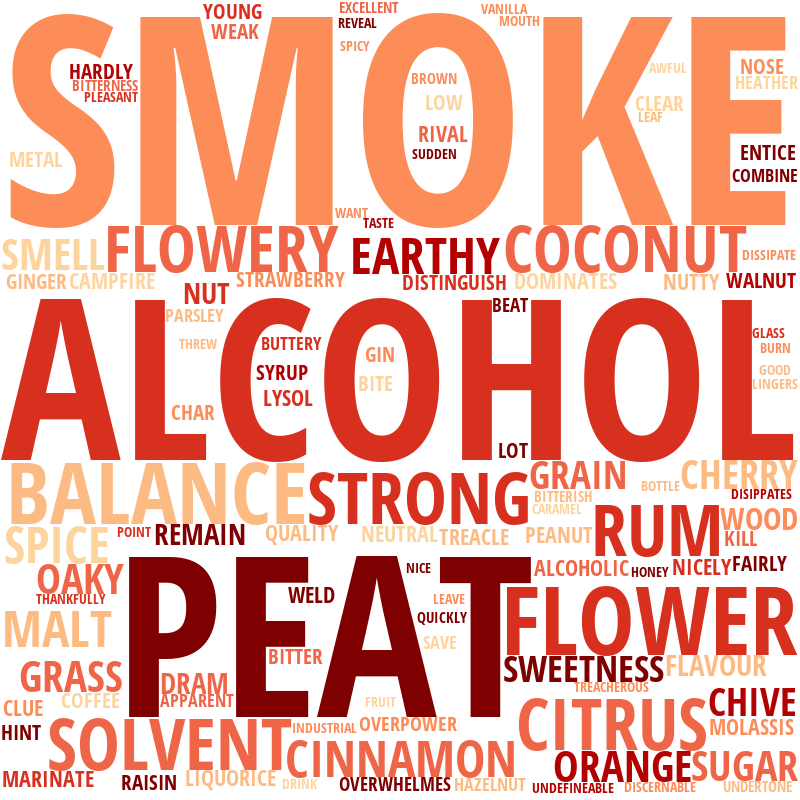 YOUNG
EXCELLENT
REVEAL
VANILLA
MOUTH
WEAK
SPICY
SMOKE
HARDLY
BITTERNESS
PLEASANT
BROWN
LOW
RIVAL
SUDDEN
AWFUL
NOSE
HEATHER
CLEAR
LEAF
METAL
ENTICE
COMBINE
WANT
TASTE
SMELL
FLOWERY
EARTHY
COCONUT
DISSIPATE
GINGER
CAMPFIRE
STRAWBERRY
DISTINGUISH
DOMINATES
NUTTY
WALNUT
NUT
BEAT
PARSLEY
ALCOHOL
THREW
BUTTERY
GIN
SYRUP
BITE
LYSOL
CHAR
GLASS
BURN
GOOD
LINGERS
LOT
BALANCE
STRONG
GRAIN
BOTTLE
CHERRY
BITTERISH
CARAMEL
DISIPPATES
SPICE
POINT
REMAIN
QUALITY
NEUTRAL
TREACLE
PEANUT
RUM
WOOD
KILL
OAKY
THANKFULLY
PEAT
NICE
WELD
ALCOHOLIC
HONEY
NICELY
FAIRLY
LEAVE
QUICKLY
SAVE
FLOWER
MALT
BITTER
SWEETNESS
FLAVOUR
GRASS
DRAM
APPARENT
TREACHEROUS
CLUE
COFFEE
FRUIT
CHIVE
HINT
SOLVENT
INDUSTRIAL
OVERPOWER
CITRUS
MOLASSIS
CINNAMON
ORANGE
SUGAR
MARINATE
RAISIN
LIQUORICE
DRINK
OVERWHELMES
HAZELNUT
UNDEFINEABLE
DISCERNABLE
UNDERTONE